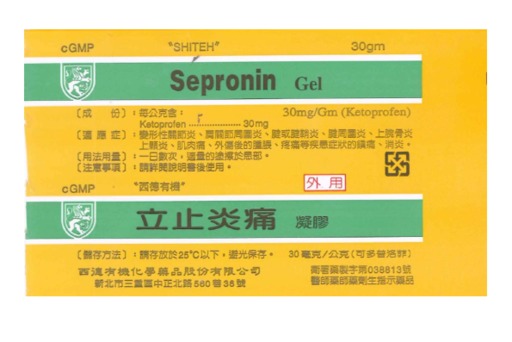 cGMP "SHITEH" 30gm
Sepronin Gel
〔成 份〕:每公克含: 30mg/Gm (Ketoprofen)
Ketoprofen ........................ 30mg
〔適應症〕:變形性關節炎、肩關節周圍炎、腱或腱鞘炎、腱周圍炎、上腕骨炎
上顆炎、肌肉痛、外傷後的腫脹、疼痛等疾患症狀的鎮痛、消炎。
〔用法用量〕:一日數次,適量的塗擦於患部。
〔注意事項〕:請詳閱說明書後使用。
cGMP "西德有機" 外用
立止炎痛 凝膠
〔儲存方法〕:請存放於25°C以下,避光保存。 30毫克/公克(可多普洛菲)
西德有機化學藥品股份有限公司 衛署藥製字第038613號
新北市三重區中正北路560巷38號 醫師藥師藥劑生指示藥品